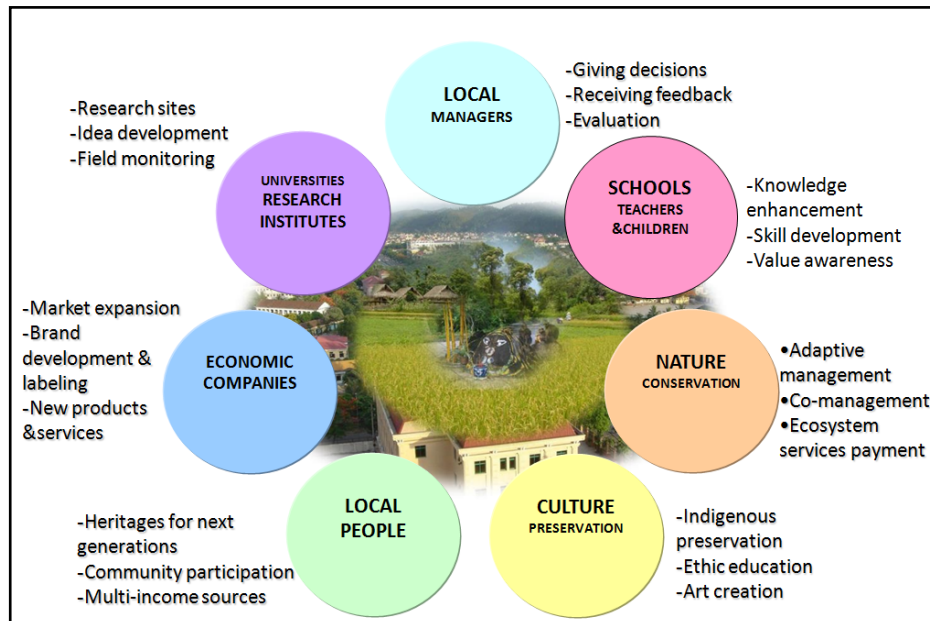 LOCAL
MANAGERS
-Giving decisions
-Receiving feedback
-Evaluation
SCHOOLS
TEACHERS
&CHILDREN
-Knowledge
enhancement
-Skill development
-Value awareness
NATURE
CONSERVATION
•Adaptive
management
•Co-management
•Ecosystem
services payment
CULTURE
PRESERVATION
-Indigenous
preservation
-Ethic education
-Art creation
LOCAL
PEOPLE
-Heritages for next
generations
-Community participation
-Multi-income sources
ECONOMIC
COMPANIES
-Market expansion
-Brand
development &
labeling
-New products
&services
UNIVERSITIES
RESEARCH
INSTITUTES
-Research sites
-Idea development
-Field monitoring